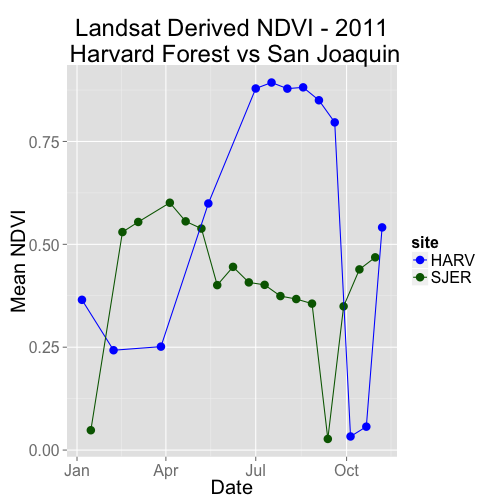 Landsat Derived NDVI - 2011
Harvard Forest vs San Joaquin
Mean NDVI
0.75
0.50
0.25
0.00
Jan Apr Jul Oct
Date
site
HARV
SJER